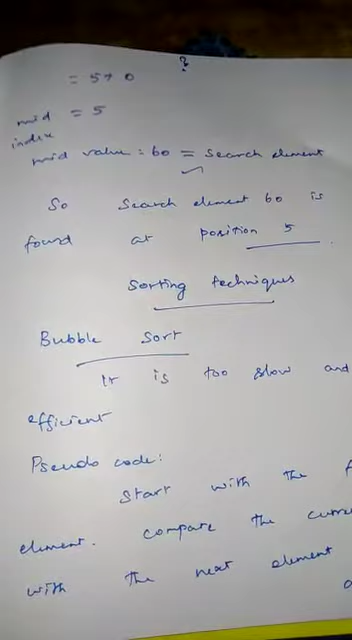 ?
= 5+0
mid = 5
index
mid value = 60 = search element
So search element 60 is
found at position 5.
Sorting techniques
Bubble Sort
It is too slow and
efficient
Pseudo code:
Start with the
element. compare the
with the next element